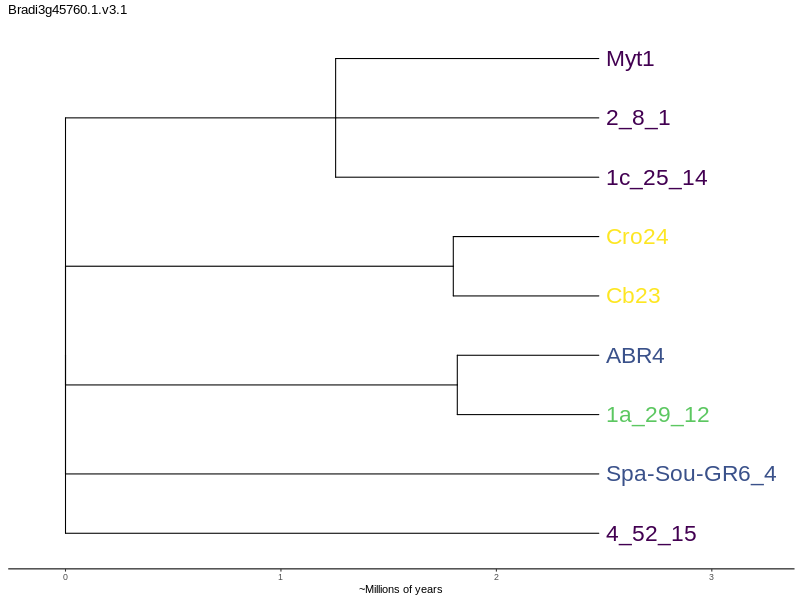 Bradi3g45760.1.v3.1
Myt1
2_8_1
1c_25_14
Cro24
Cb23
ABR4
1a_29_12
Spa-Sou-GR6_4
4_52_15
0 1 2 3
~Millions of years